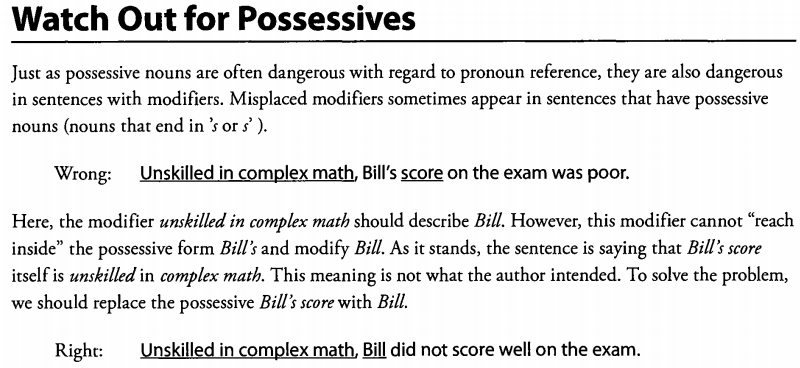 Watch Out for Possessives
Just as possessive nouns are often dangerous with regard to pronoun reference, they are also dangerous
in sentences with modifiers. Misplaced modifiers sometimes appear in sentences that have possessive
nouns (nouns that end in 's or s' ).
Wrong: Unskilled in complex math, Bill's score on the exam was poor.
Here, the modifier unskilled in complex math should describe Bill. However, this modifier cannot “reach
inside” the possessive form Bill's and modify Bill. As it stands, the sentence is saying that Bill's score
itself is unskilled in complex math. This meaning is not what the author intended. To solve the problem,
we should replace the possessive Bill's score with Bill.
Right: Unskilled in complex math, Bill did not score well on the exam.